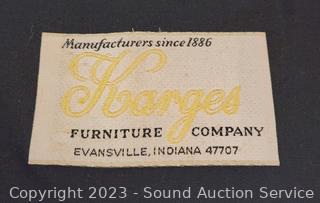 Manufacturers since 1886
Karges
FURNITURE COMPANY
EVANSVILLE, INDIANA 47707
Copyright 2023 - Sound Auction Service